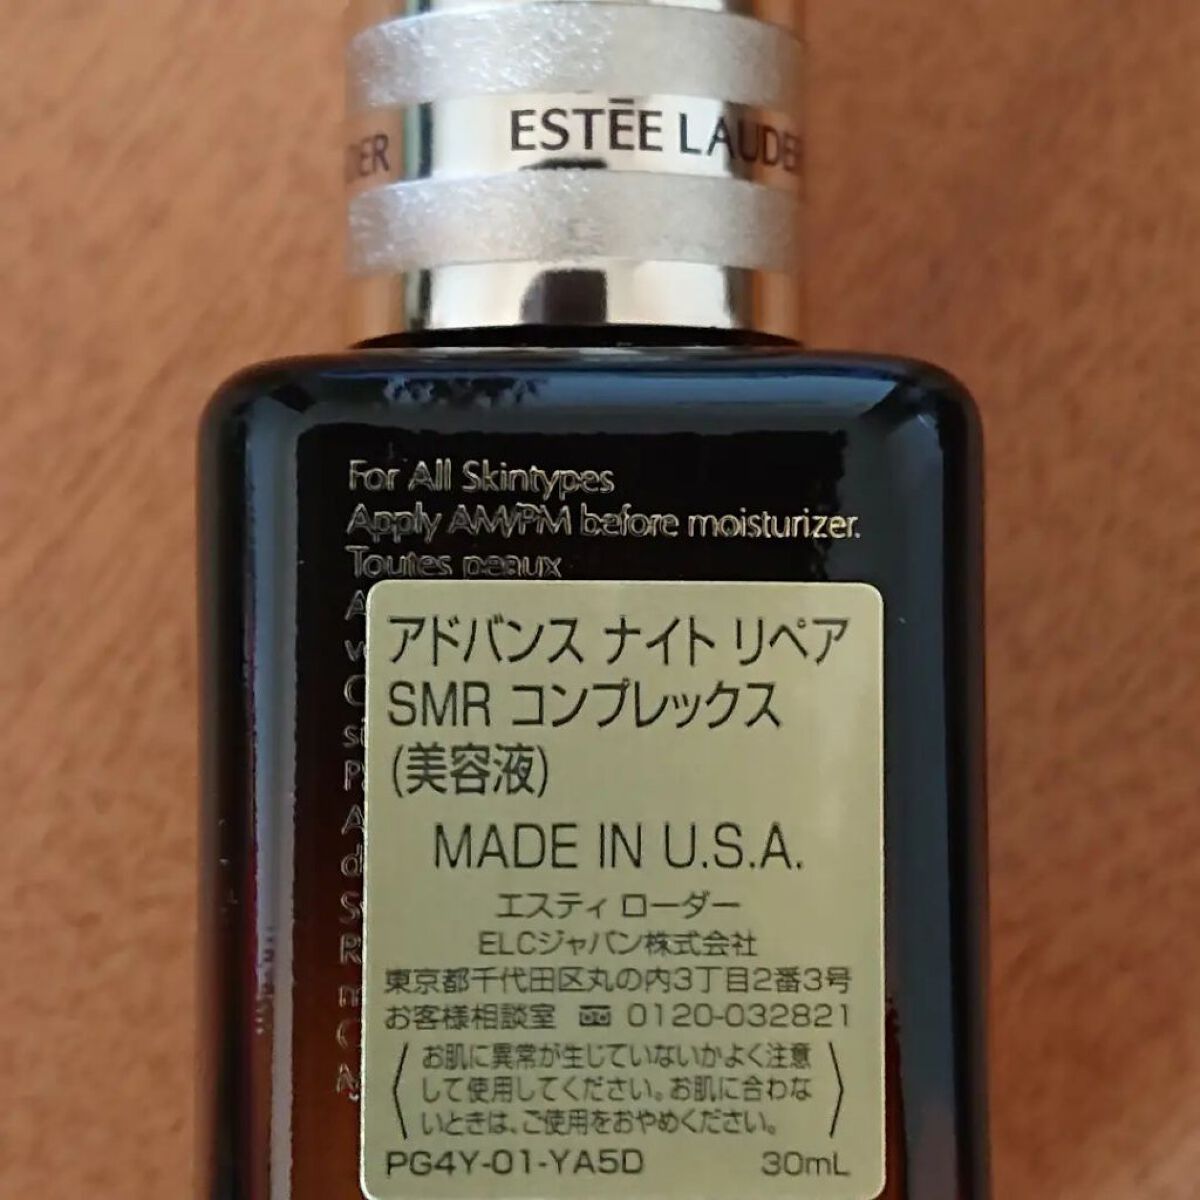 ESTĒE LAUDER
For All Skintypes
Apply AM/PM before moisturizer.
Toutes peaux
アドバンス ナイト リペア
SMR コンプレックス
(美容液)
MADE IN U.S.A.
エスティ ローダー
ELCジャパン株式会社
東京都千代田区丸の内3丁目2番3号
お客様相談室 0120-032821
お肌に異常が生じていないかよく注意
して使用してください。お肌に合わな
いときは、ご使用をおやめください。
PG4Y-01-YA5D 30mL